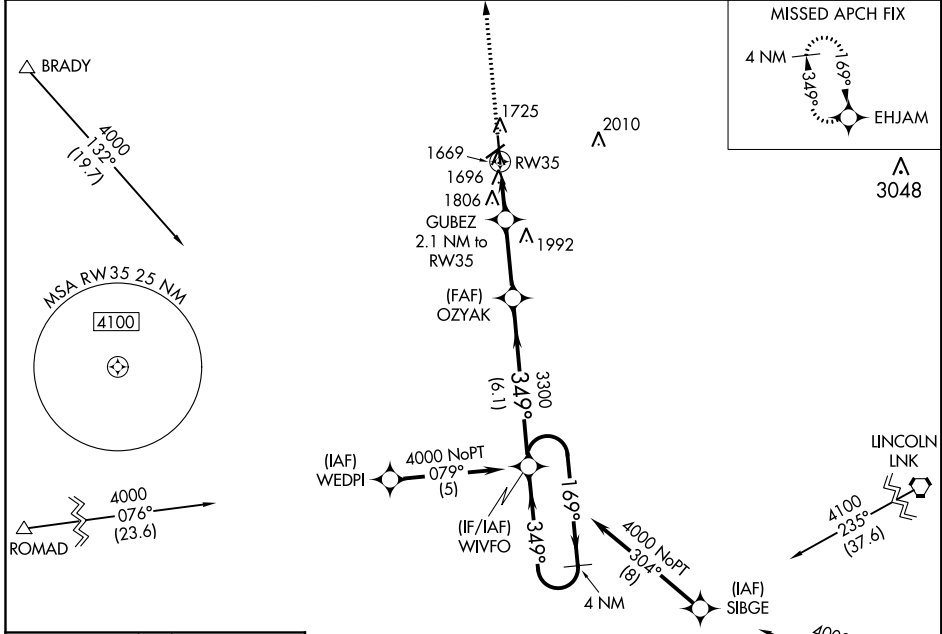 MISSED APCH FIX
4 NM
349°
169°
EHJAM
BRADY
4000
132°
(19.7)
1725
2010
1669
RW35
1696
1806
3048
GUBEZ
2.1 NM to
RW35
1992
MSA RW35 25 NM
4100
(FAF)
OZYAK
3300
349°
(6.1)
LINCOLN
LNK
(IAF)
WEDPI
4000 NoPT
079°
(5)
4100
235°
(37.6)
4000
076°
(23.6)
ROMAD
(IF/IAF)
WIVFO
349°
169°
4 NM
4000 NoPT
304°
(8)
(IAF)
SIBGE